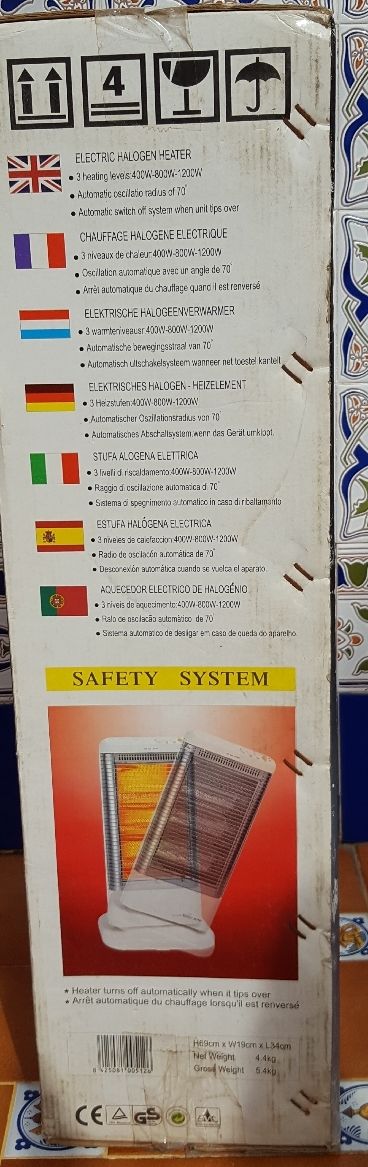 4
ELECTRIC HALOGEN HEATER
• 3 heating levels:400W-800W-1200W
• Automatic oscillatio radius of 70°
• Automatic switch off system when unit tips over
CHAUFFAGE HALOGENE ELECTRIQUE
• 3 niveaux de chaleur:400W-800W-1200W
• Oscillation automatique avec un angle de 70°
• Arrêt automatique du chauffage quand il est renversé
ELEKTRISCHE HALOGEENVERWARMER
• 3 warmteniveausr:400W-800W-1200W
• Automatische bewegingsstraal van 70°
• Automatisch uitschakelsysteem wanneer net toestel kantelt
ELEKTRISCHES HALOGEN - HEIZELEMENT
• 3 Heizstufen:400W-800W-1200W
• Automatischer Oszillationsradius von 70°
• Automatisches Abschaltsystem,wenn das Gerät umkippt.
STUFA ALOGENA ELETTRICA
• 3 livelli di riscaldamento:400W-800W-1200W
• Raggio di oscillazione automatica di 70°
• Sistema di spegnimento automatico in caso di ribaltamento
ESTUFA HALÓGENA ELECTRICA
• 3 niveles de calefaccion:400W-800W-1200W
• Radio de oscilacón automática de 70°
• Desconexión automática cuando se vuelca el aparato.
AQUECEDOR ELECTRICO DE HALOGÉNIO
• 3 niveis de aquecimento:400W-800W-1200W
• Raio de oscilacão automático de 70°
• Sistema automatico de desligar em caso de queda do aparelho.
SAFETY SYSTEM
★ Heater turns off automatically when it tips over
★ Arrêt automatique du chauffage lorsqu'il est renversé
H69cm x W19cm x L34cm
Net Weight 4.4kg
Gross Weight 5.4kg
8 425081 005126
CE GS